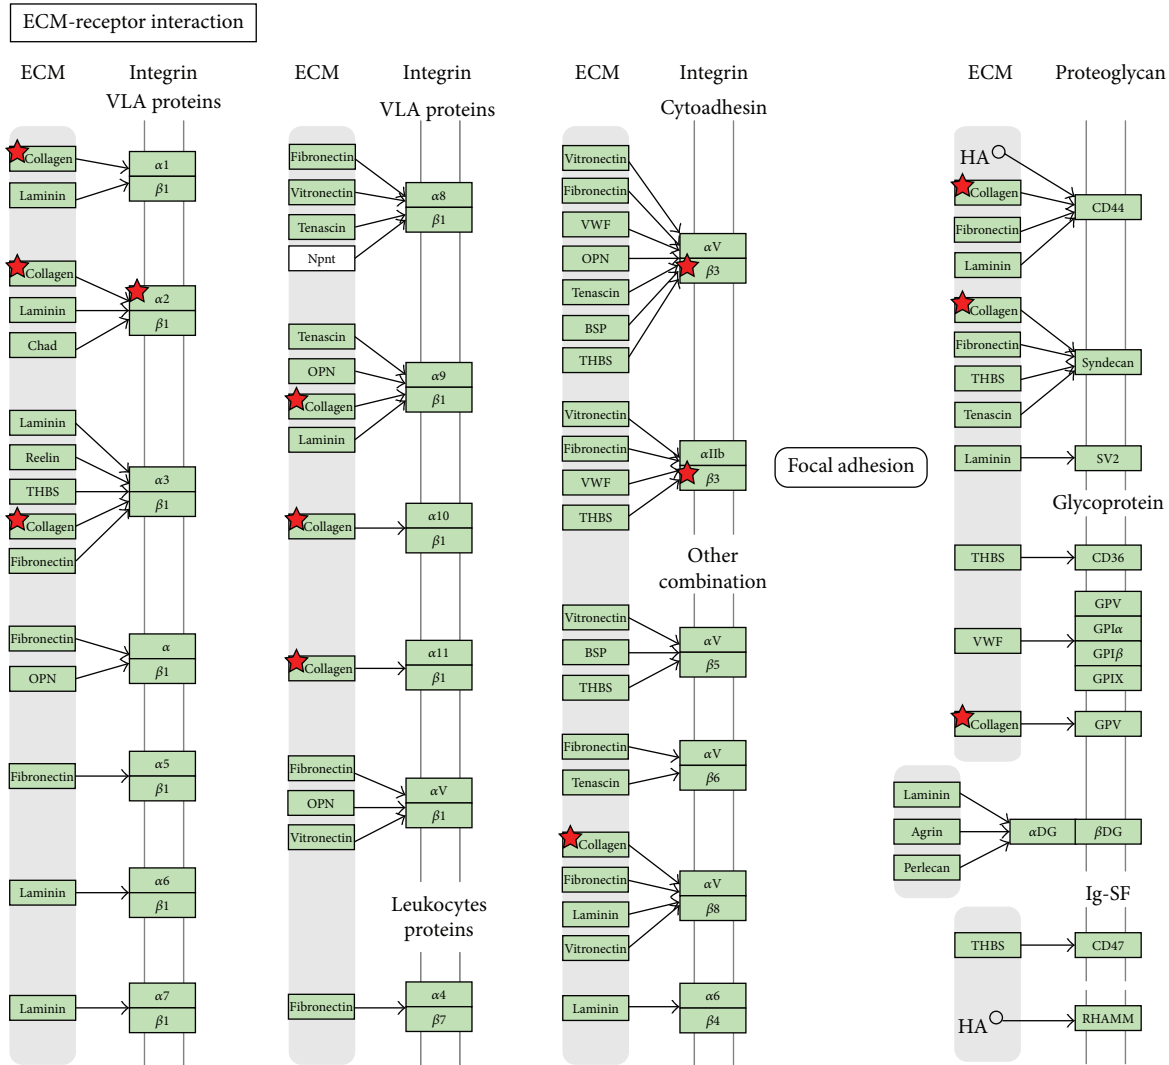 ECM-receptor interaction
ECM
Integrin
VLA proteins
Collagen
Laminin
α1
β1
Collagen
Laminin
Chad
α2
β1
Laminin
Reelin
THBS
Collagen
Fibronectin
α3
β1
Fibronectin
OPN
α
β1
Fibronectin
α5
β1
Laminin
α6
β1
Laminin
α7
β1
ECM
Integrin
VLA proteins
Fibronectin
Vitronectin
Tenascin
Npnt
α8
β1
Tenascin
OPN
Collagen
Laminin
α9
β1
Collagen
α10
β1
Collagen
α11
β1
Fibronectin
OPN
Vitronectin
αV
β1
Leukocytes
proteins
Fibronectin
α4
β7
ECM
Integrin
Cytoadhesin
Vitronectin
Fibronectin
VWF
OPN
Tenascin
BSP
THBS
αV
β3
Vitronectin
Fibronectin
VWF
THBS
αIIb
β3
Other
combination
Vitronectin
BSP
THBS
αV
β5
Fibronectin
Tenascin
αV
β6
Collagen
Fibronectin
Laminin
Vitronectin
αV
β8
Laminin
α6
β4
Focal adhesion
ECM
Proteoglycan
HA
Collagen
Fibronectin
Laminin
CD44
Collagen
Fibronectin
THBS
Tenascin
Syndecan
Laminin
SV2
Glycoprotein
THBS
CD36
VWF
GPV
GPIα
GPIβ
GPIX
Collagen
GPV
Laminin
Agrin
Perlecan
αDG
βDG
Ig-SF
THBS
CD47
HA
RHAMM